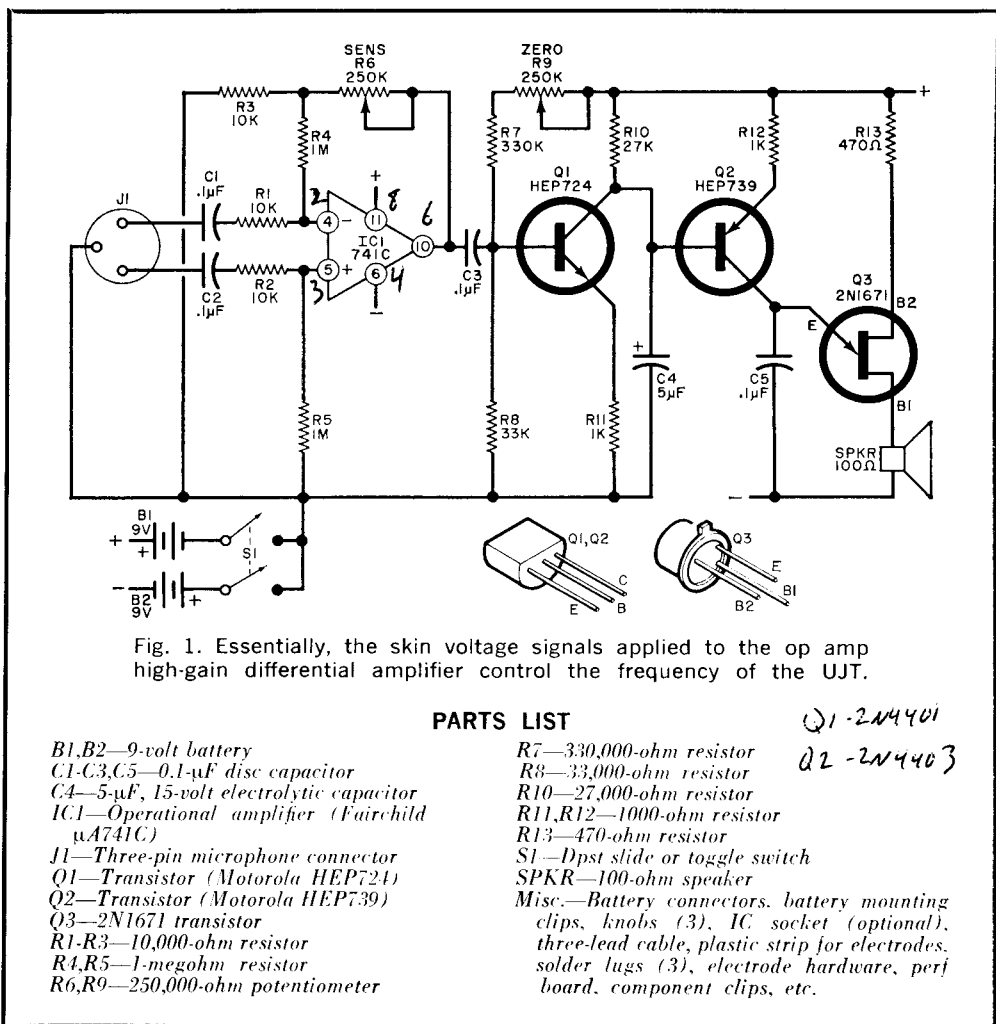 SENS
R6
250K
ZERO
R9
250K
+
R3
10K
R4
1M
R7
330K
R10
27K
R12
1K
R13
470Ω
J1
C1
.1µF
R1
10K
2
4
-
+
8
11
6
IC1
741C
10
5
+
3
6
4
-
C2
.1µF
R2
10K
C3
.1µF
Q1
HEP724
Q2
HEP739
Q3
2N1671
B2
E
B1
+
C4
5µF
C5
.1µF
R5
1M
R8
33K
R11
1K
SPKR
100Ω
-
B1
9V
+
+
S1
-
B2
9V
+
Q1,Q2
C
B
E
Q3
E
B1
B2
Fig. 1. Essentially, the skin voltage signals applied to the op amp
high-gain differential amplifier control the frequency of the UJT.
PARTS LIST
Q1-2N4401
Q2-2N4403
B1,B2—9-volt battery
C1-C3,C5—0.1-µF disc capacitor
C4—5-µF, 15-volt electrolytic capacitor
IC1—Operational amplifier (Fairchild
µA741C)
J1—Three-pin microphone connector
Q1—Transistor (Motorola HEP724)
Q2—Transistor (Motorola HEP739)
Q3—2N1671 transistor
R1-R3—10,000-ohm resistor
R4,R5—1-megohm resistor
R6,R9—250,000-ohm potentiometer
R7—330,000-ohm resistor
R8—33,000-ohm resistor
R10—27,000-ohm resistor
R11,R12—1000-ohm resistor
R13—470-ohm resistor
S1—Dpst slide or toggle switch
SPKR—100-ohm speaker
Misc.—Battery connectors, battery mounting
clips, knobs (3), IC socket (optional),
three-lead cable, plastic strip for electrodes,
solder lugs (3), electrode hardware, perf
board, component clips, etc.